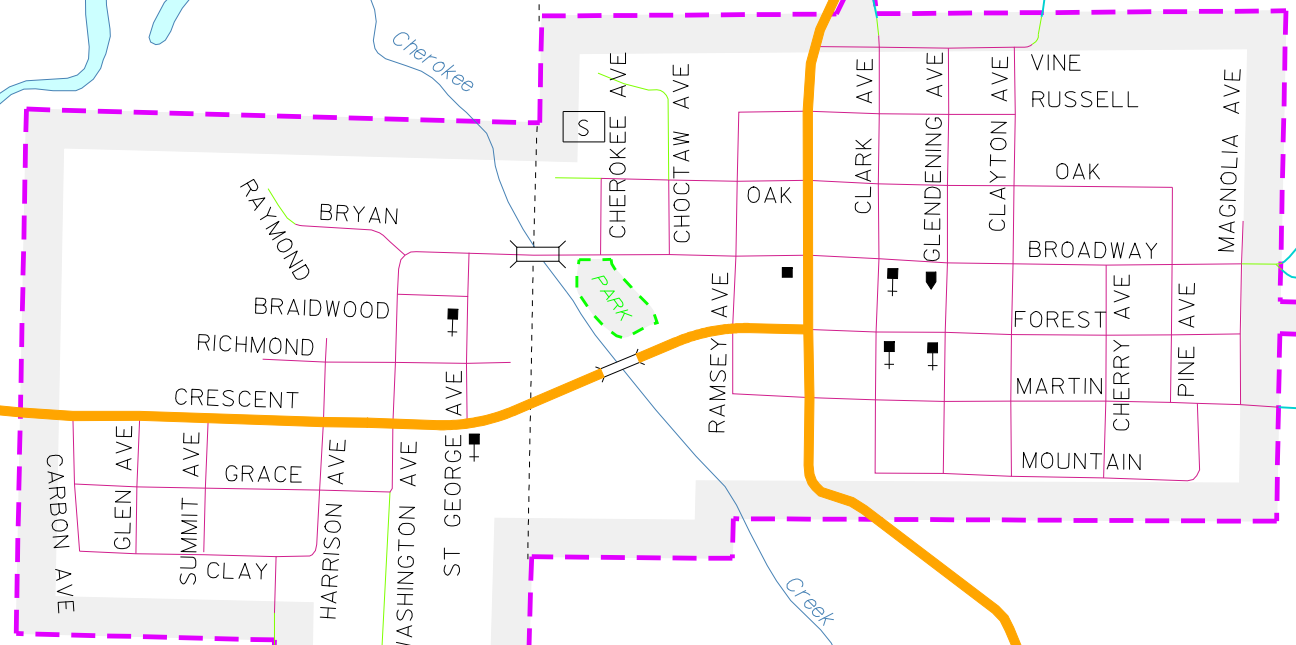 Cherokee
CHEROKEE AVE
CHOCTAW AVE
S
CLARK AVE
GLENDENING AVE
CLAYTON AVE
VINE
RUSSELL
MAGNOLIA AVE
OAK
OAK
RAYMOND
BRYAN
BROADWAY
BRAIDWOOD
PARK
RAMSEY AVE
FOREST
CHERRY AVE
PINE AVE
RICHMOND
CRESCENT
MARTIN
MOUNTAIN
CARBON AVE
GLEN AVE
SUMMIT AVE
GRACE
HARRISON AVE
WASHINGTON AVE
ST GEORGE AVE
CLAY
Creek